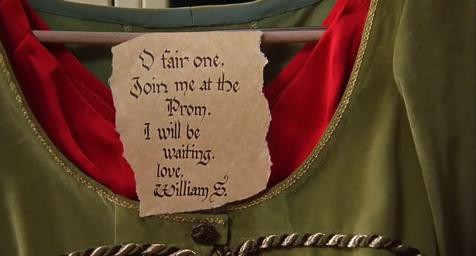 O fair one.
Join me at the
Prom.
I will be
waiting.
love,
William S.